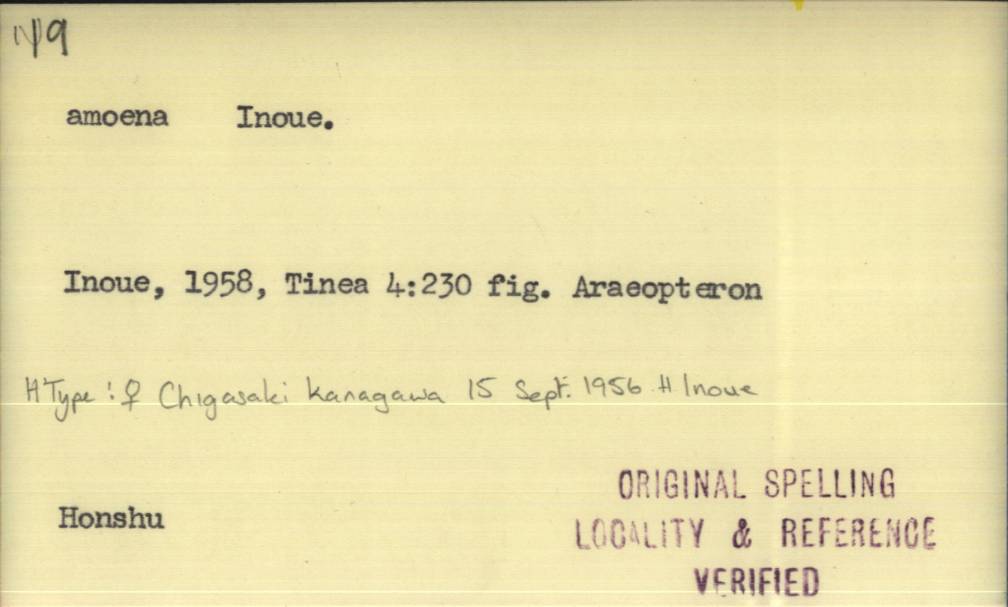 19
amoena Inoue.
Inoue, 1958, Tinea 4:230 fig. Araeopteron
H'Type : ♀ Chigasaki Kanagawa 15 Sept. 1956 H Inoue
Honshu
ORIGINAL SPELLING
LOCALITY & REFERENCE
VERIFIED